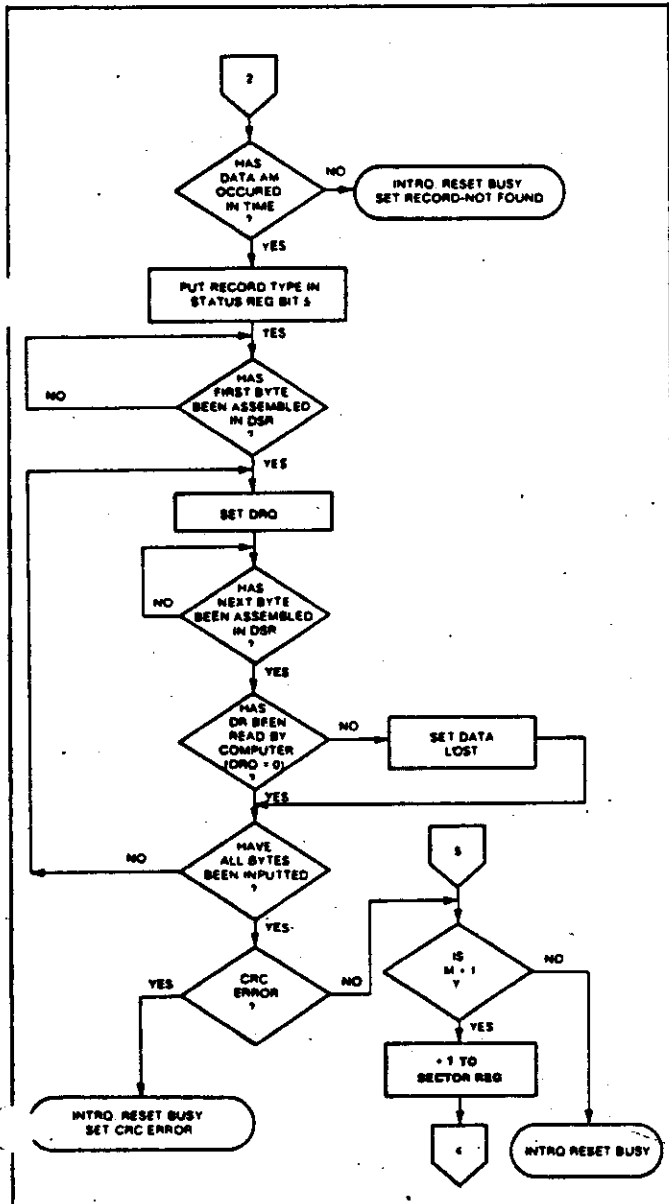 2
HAS
DATA AM
OCCURED
IN TIME
?
NO
INTRQ. RESET BUSY
SET RECORD-NOT FOUND
YES
PUT RECORD TYPE IN
STATUS REG BIT 5
YES
HAS
FIRST BYTE
BEEN ASSEMBLED
IN DSR
?
NO
YES
SET DRQ
HAS
NEXT BYTE
BEEN ASSEMBLED
IN DSR
?
NO
YES
HAS
DR BEEN
READ BY
COMPUTER
(DRQ = 0)
?
NO
SET DATA
LOST
YES
HAVE
ALL BYTES
BEEN INPUTTED
?
NO
YES
5
CRC
ERROR
?
YES
NO
IS
M = 1
?
NO
YES
+ 1 TO
SECTOR REG
INTRQ. RESET BUSY
SET CRC ERROR
4
INTRQ RESET BUSY